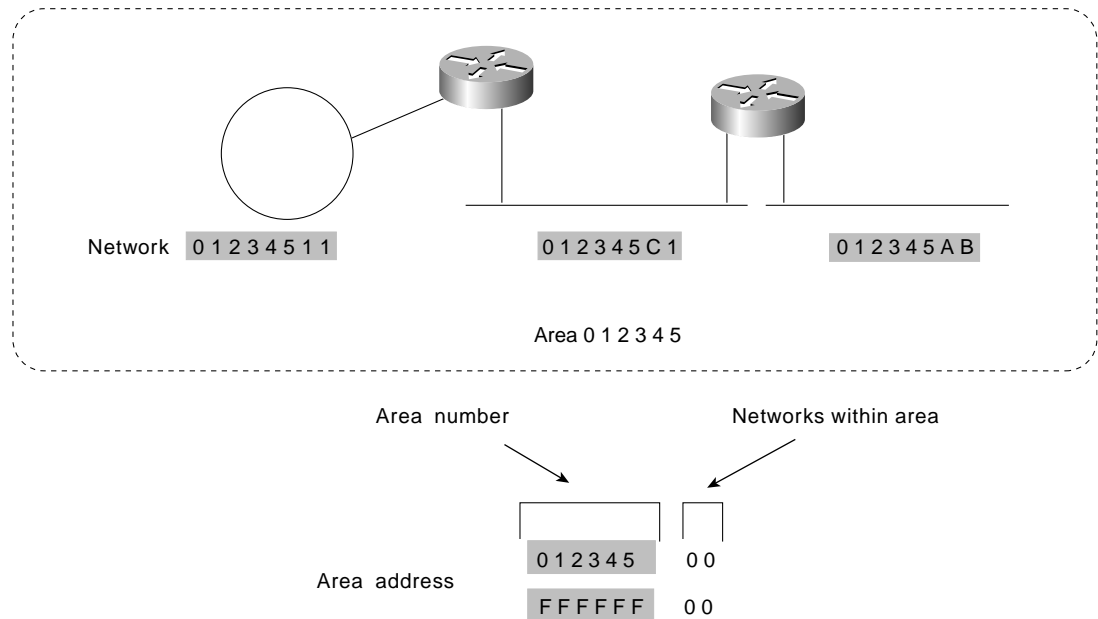 Network 0 1 2 3 4 5 1 1 0 1 2 3 4 5 C 1 0 1 2 3 4 5 A B
Area 0 1 2 3 4 5
Area number Networks within area
0 1 2 3 4 5 0 0
Area address
F F F F F F 0 0